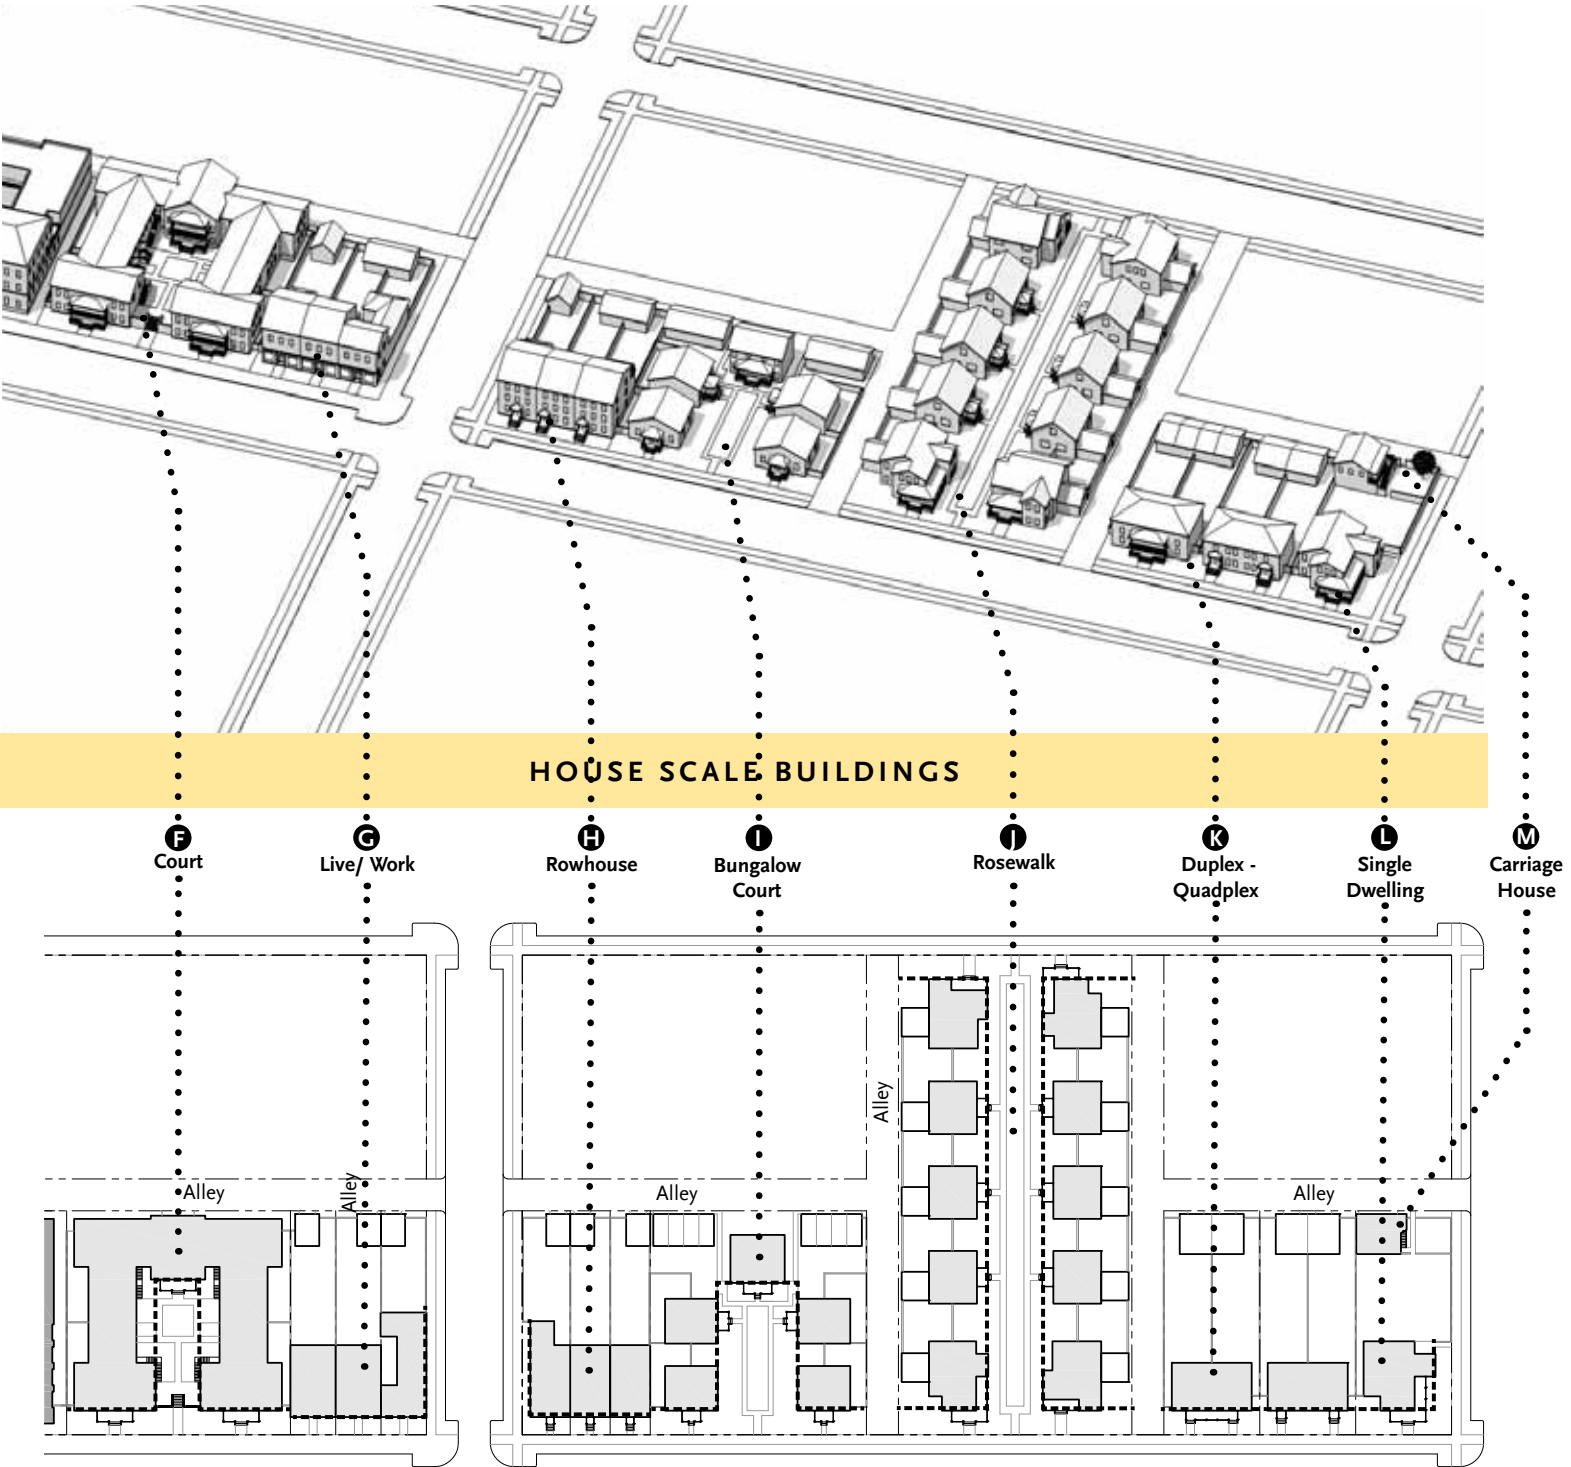 HOUSE SCALE BUILDINGS
F
Court
G
Live/ Work
H
Rowhouse
I
Bungalow
Court
J
Rosewalk
K
Duplex -
Quadplex
L
Single
Dwelling
M
Carriage
House
Alley
Alley
Alley
Alley
Alley